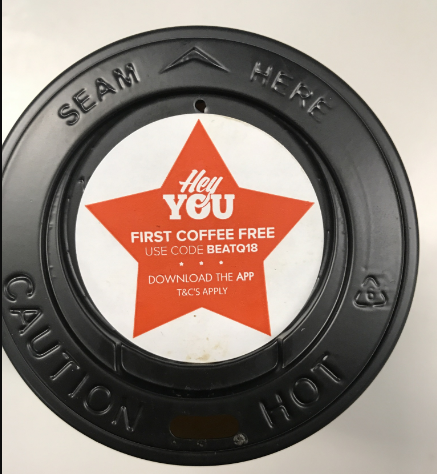 SEAM HERE
Hey
YOU
FIRST COFFEE FREE
USE CODE BEATQ18
DOWNLOAD THE APP
T&C'S APPLY
CAUTION HOT